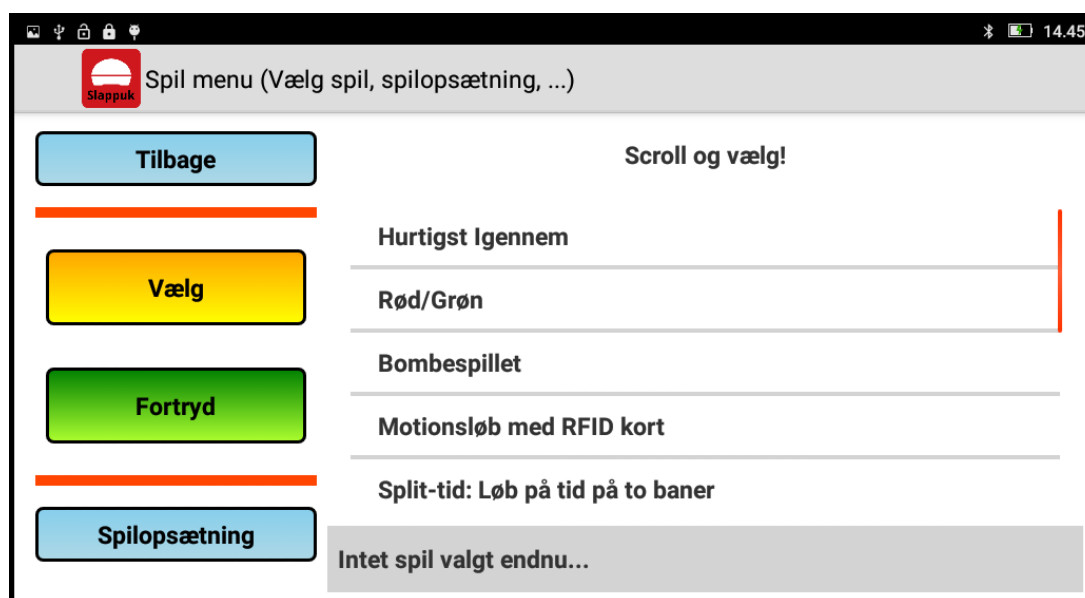 14.45
Slappuk
Spil menu (Vælg spil, spilopsætning, ...)
Tilbage
Vælg
Fortryd
Spilopsætning
Scroll og vælg!
Hurtigst Igennem
Rød/Grøn
Bombespillet
Motionsløb med RFID kort
Split-tid: Løb på tid på to baner
Intet spil valgt endnu...